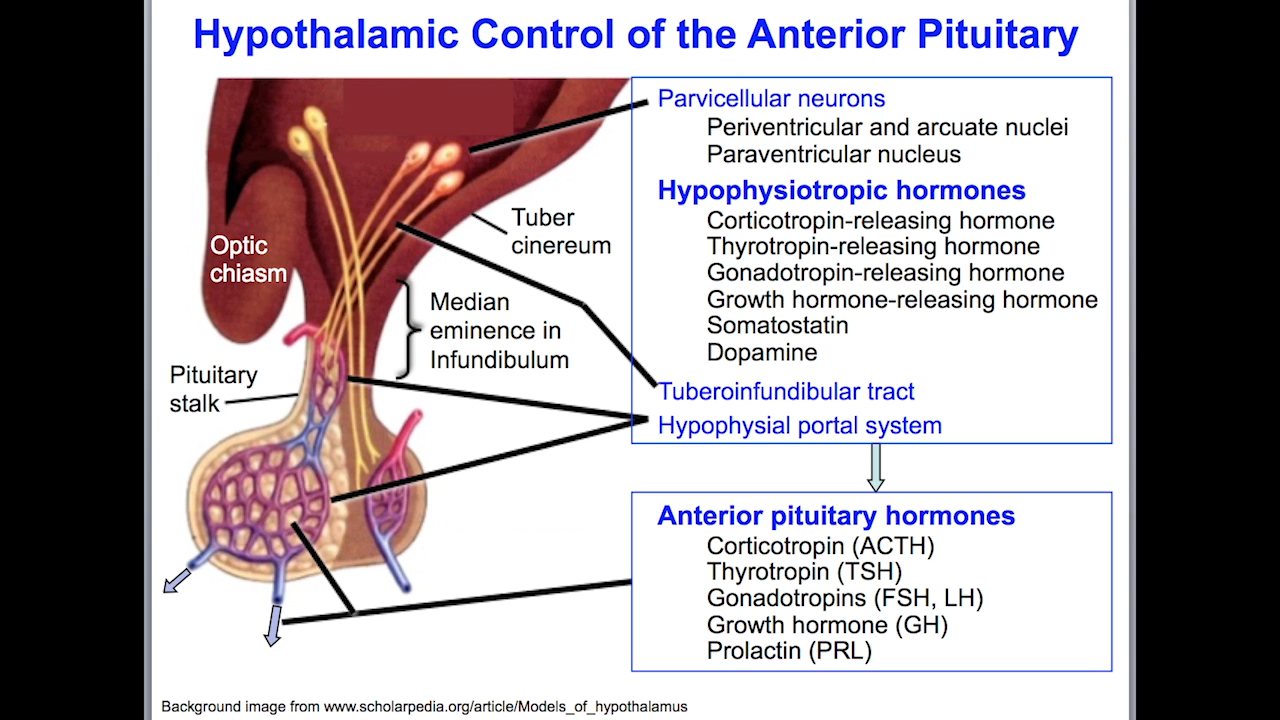 Hypothalamic Control of the Anterior Pituitary
Parvicellular neurons
Periventricular and arcuate nuclei
Paraventricular nucleus
Hypophysiotropic hormones
Corticotropin-releasing hormone
Thyrotropin-releasing hormone
Gonadotropin-releasing hormone
Growth hormone-releasing hormone
Somatostatin
Dopamine
Tuberoinfundibular tract
Hypophysial portal system
Tuber
cinereum
Optic
chiasm
Median
eminence in
Infundibulum
Pituitary
stalk
Anterior pituitary hormones
Corticotropin (ACTH)
Thyrotropin (TSH)
Gonadotropins (FSH, LH)
Growth hormone (GH)
Prolactin (PRL)
Background image from www.scholarpedia.org/article/Models_of_hypothalamus